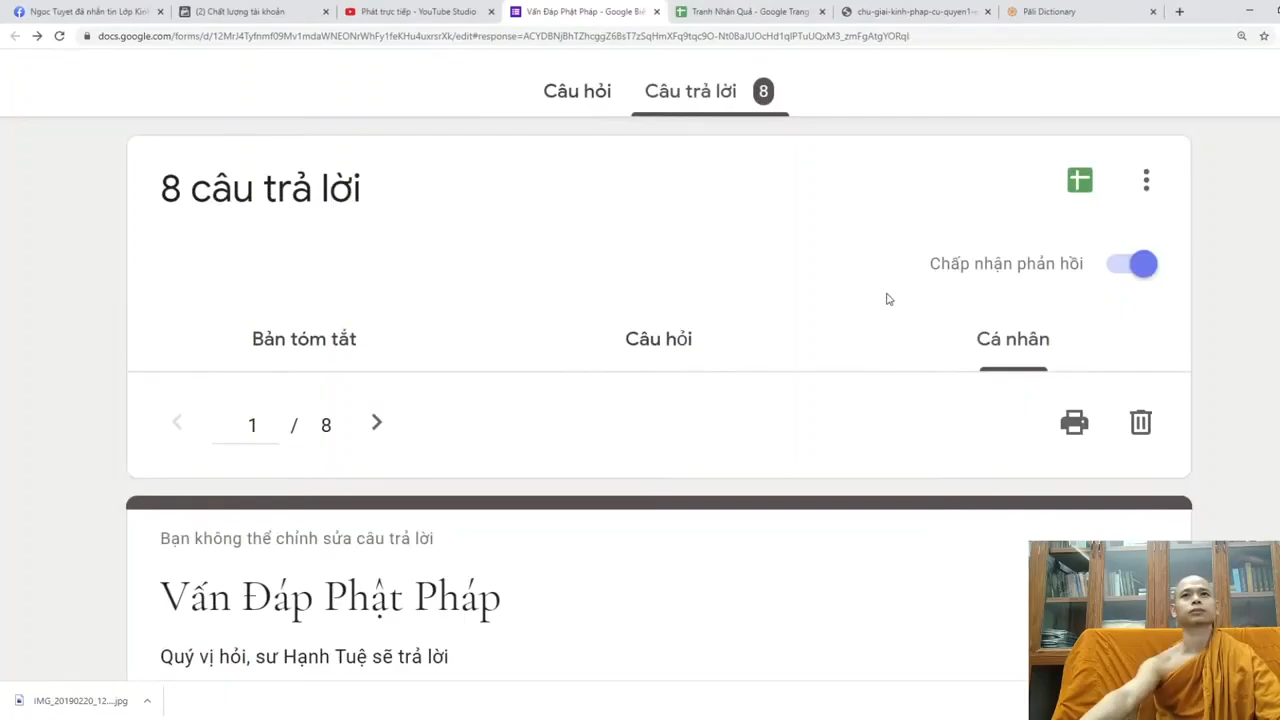 Ngọc Tuyet đã nhắn tin Lớp Kinh
(2) Chất lượng tài khoản
Phát trực tiếp - YouTube Studio
Vấn Đáp Phật Pháp - Google Bi
Tranh Nhân Quả - Google Trang
chu-giai-kinh-phap-cu-quyen1
Pāli Dictionary
Câu hỏi
Câu trả lời
8
8 câu trả lời
Chấp nhận phản hồi
Bản tóm tắt
Câu hỏi
Cá nhân
1 / 8
Bạn không thể chỉnh sửa câu trả lời
Vấn Đáp Phật Pháp
Quý vị hỏi, sư Hạnh Tuệ sẽ trả lời
IMG_20190220_12....jpg